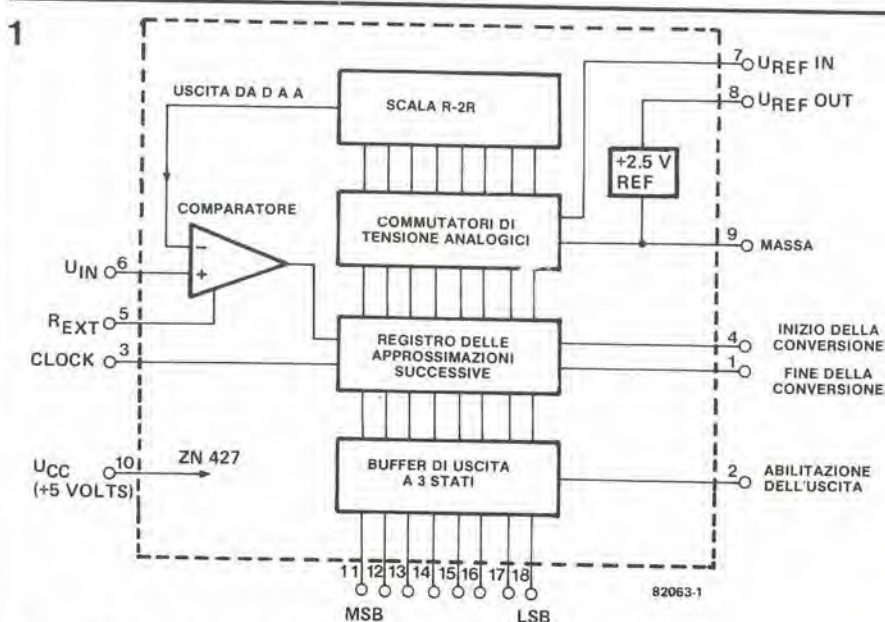 1
USCITA DA D A A
SCALA R-2R
7
UREF IN
8
UREF OUT
+2.5 V
REF
COMPARATORE
COMMUTATORI DI
TENSIONE ANALOGICI
9
MASSA
UIN
6
–
+
REXT
5
CLOCK
3
REGISTRO DELLE
APPROSSIMAZIONI
SUCCESSIVE
4
INIZIO DELLA
CONVERSIONE
1
FINE DELLA
CONVERSIONE
UCC
(+5 VOLTS)
10
ZN 427
BUFFER DI USCITA
A 3 STATI
2
ABILITAZIONE
DELL'USCITA
11 12 13 14 15 16 17 18
MSB LSB
82063-1